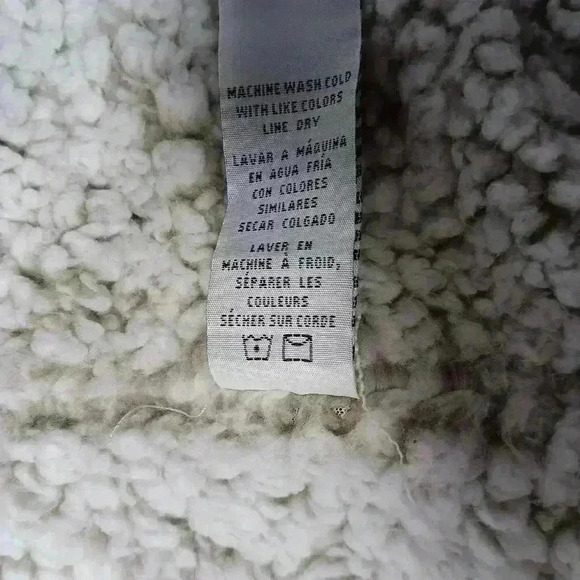 MACHINE WASH COLD
WITH LIKE COLORS
LINE DRY
LAVAR A MÁQUINA
EN AGUA FRÍA
CON COLORES
SIMILARES
SECAR COLGADO
LAVER EN
MACHINE À FROID,
SÉPARER LES
COULEURS
SÉCHER SUR CORDE